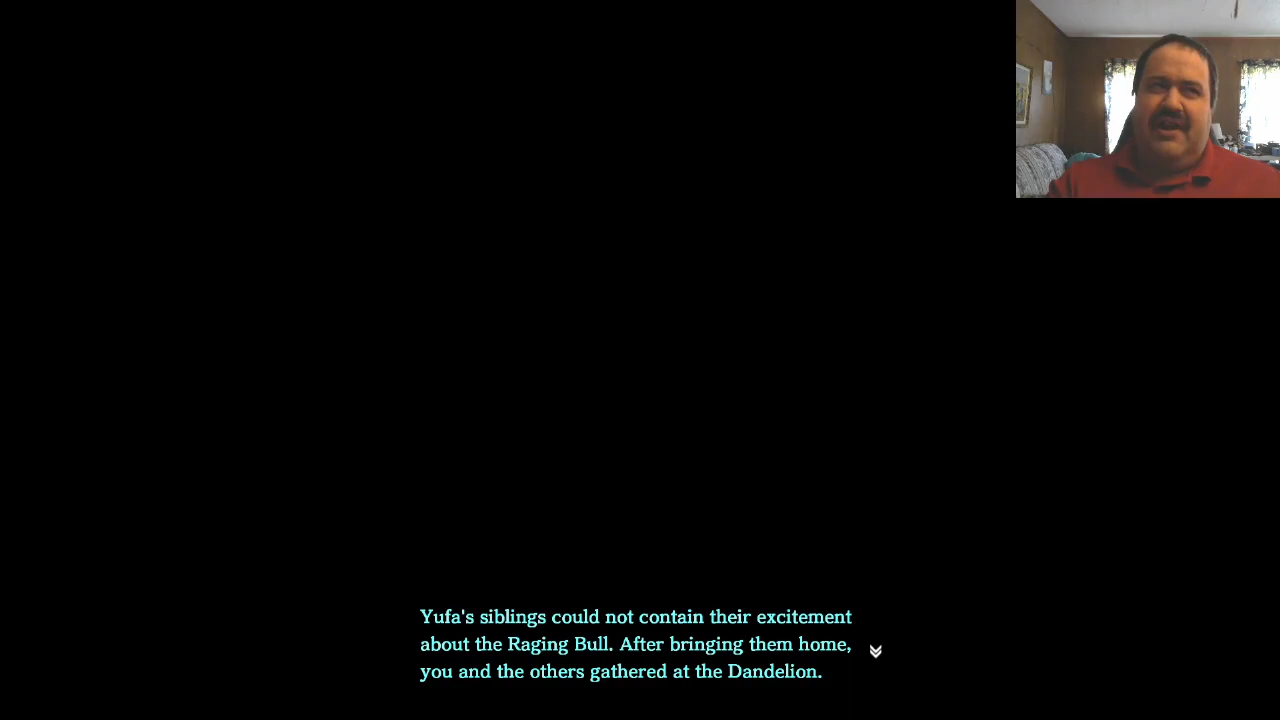 Yufa's siblings could not contain their excitement
about the Raging Bull. After bringing them home,
you and the others gathered at the Dandelion.